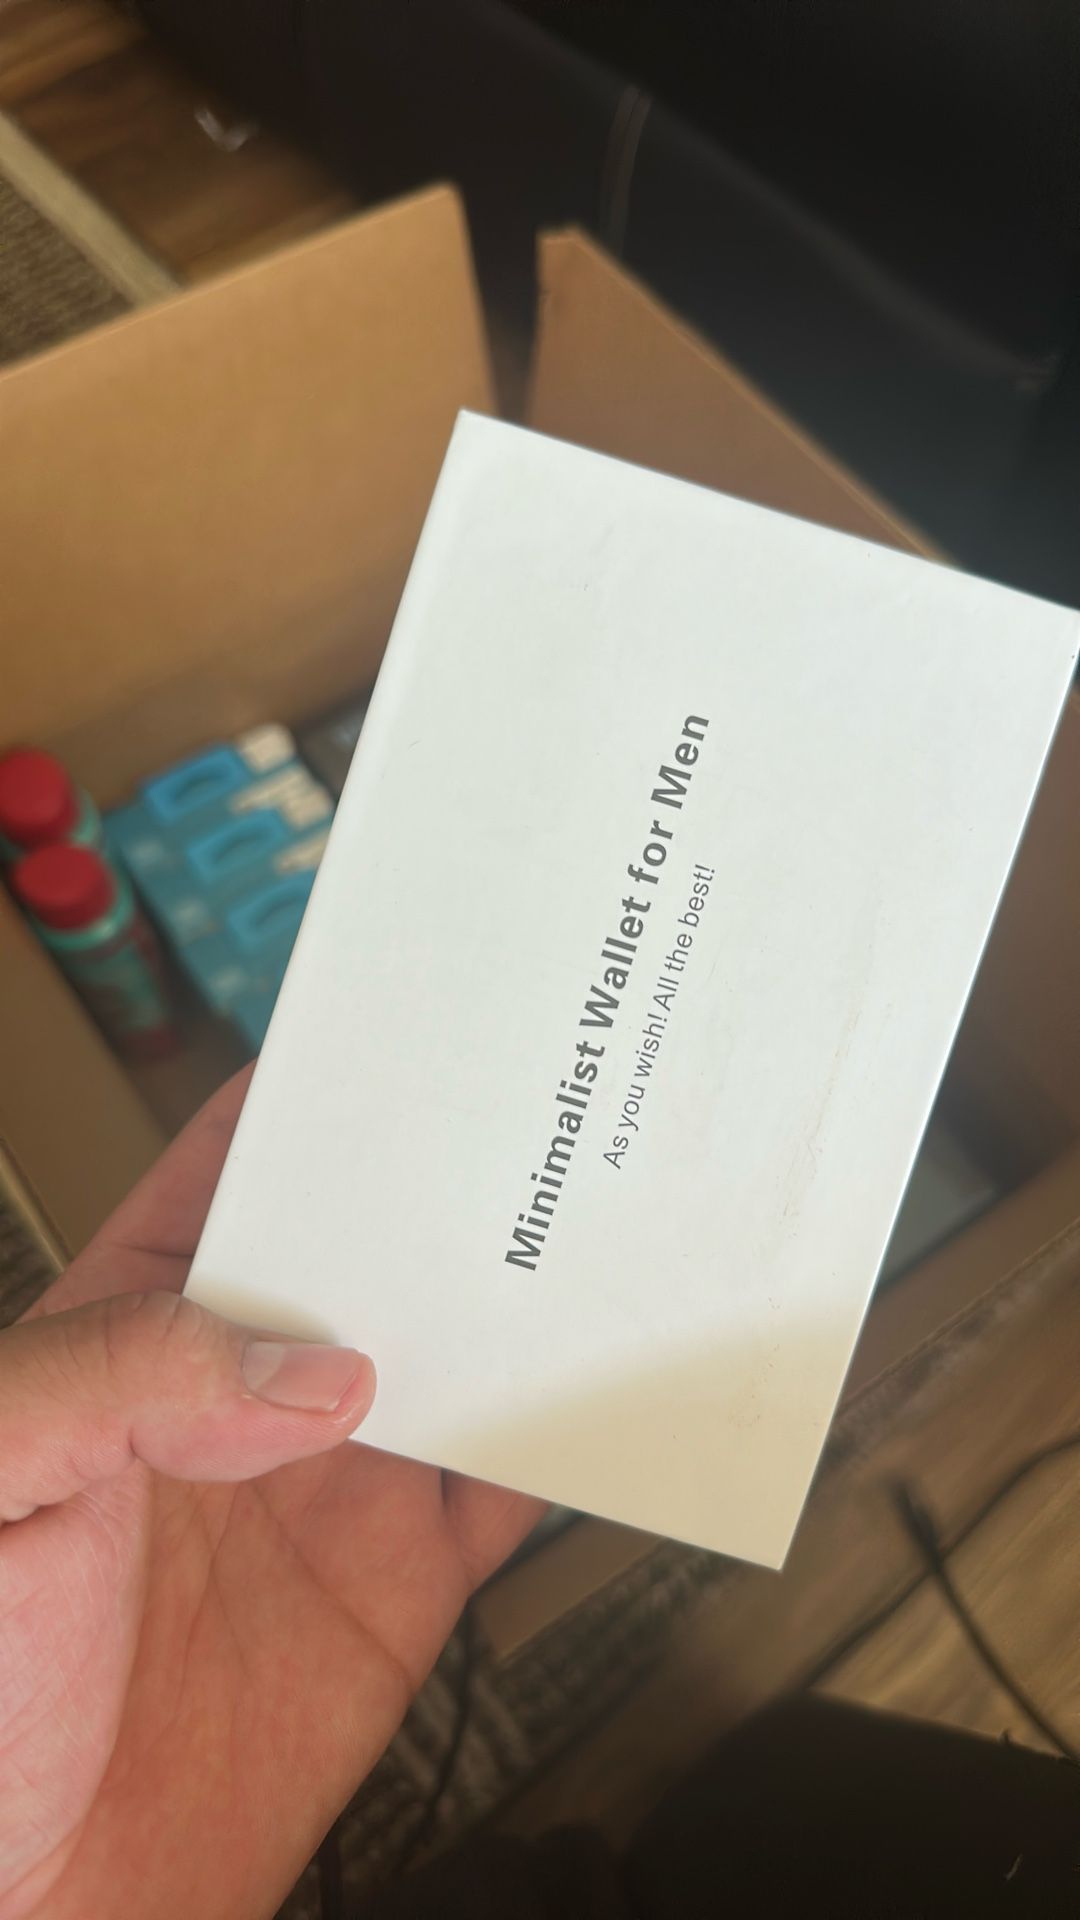 Minimalist Wallet for Men
As you wish! All the best!